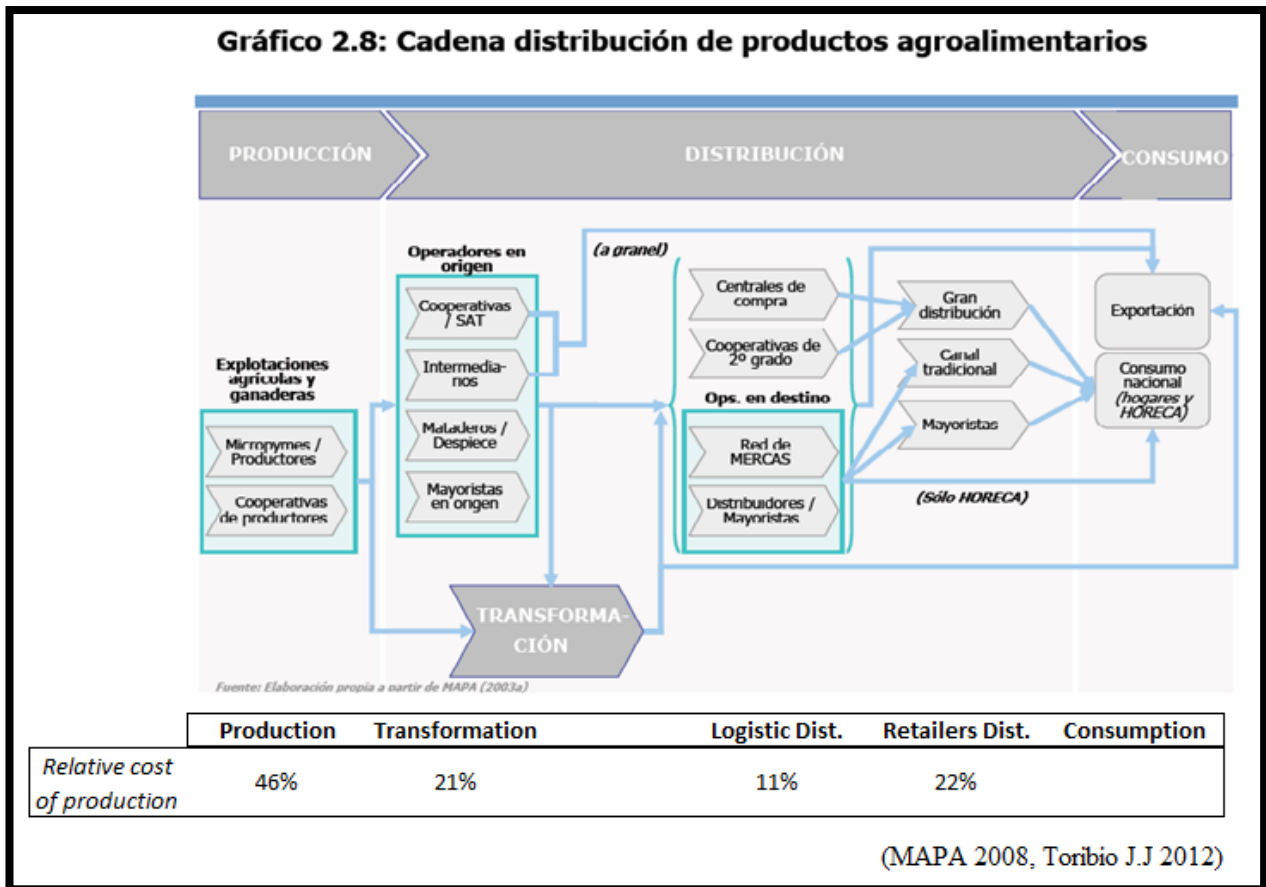 Gráfico 2.8: Cadena distribución de productos agroalimentarios
PRODUCCIÓN
DISTRIBUCIÓN
CONSUMO
Explotaciones
agrícolas y
ganaderas
Micropymes /
Productores
Cooperativas
de productores
Operadores en
origen
Cooperativas
/ SAT
Intermedia-
rios
Mataderos /
Despiece
Mayoristas
en origen
(a granel)
Centrales de
compra
Cooperativas de
2º grado
Ops. en destino
Red de
MERCAS
Distribuidores /
Mayoristas
Gran
distribución
Canal
tradicional
Mayoristas
(Sólo HORECA)
Exportación
Consumo
nacional
(hogares y
HORECA)
TRANSFORMA-
CIÓN
Fuente: Elaboración propia a partir de MAPA (2003a)
Production Transformation Logistic Dist. Retailers Dist. Consumption
Relative cost
of production
46% 21% 11% 22%
(MAPA 2008, Toribio J.J 2012)